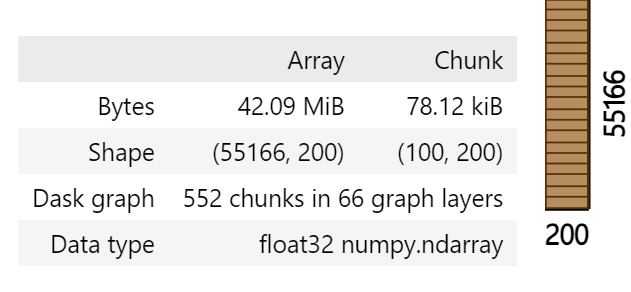 Array Chunk
Bytes 42.09 MiB 78.12 kiB
Shape (55166, 200) (100, 200)
Dask graph 552 chunks in 66 graph layers
Data type float32 numpy.ndarray
55166
200